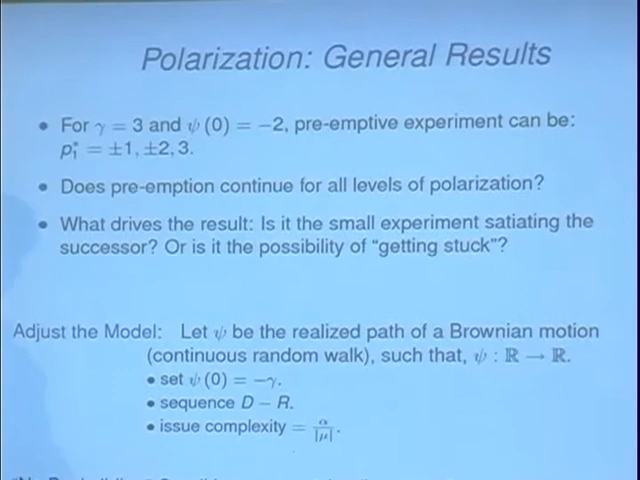 Polarization: General Results
• For γ = 3 and ψ (0) = −2, pre-emptive experiment can be:
p₁* = ±1, ±2, 3.
• Does pre-emption continue for all levels of polarization?
• What drives the result: Is it the small experiment satiating the
successor? Or is it the possibility of "getting stuck"?
Adjust the Model: Let ψ be the realized path of a Brownian motion
(continuous random walk), such that, ψ : ℝ → ℝ.
• set ψ (0) = −γ.
• sequence D − R.
• issue complexity = α/|μ|.